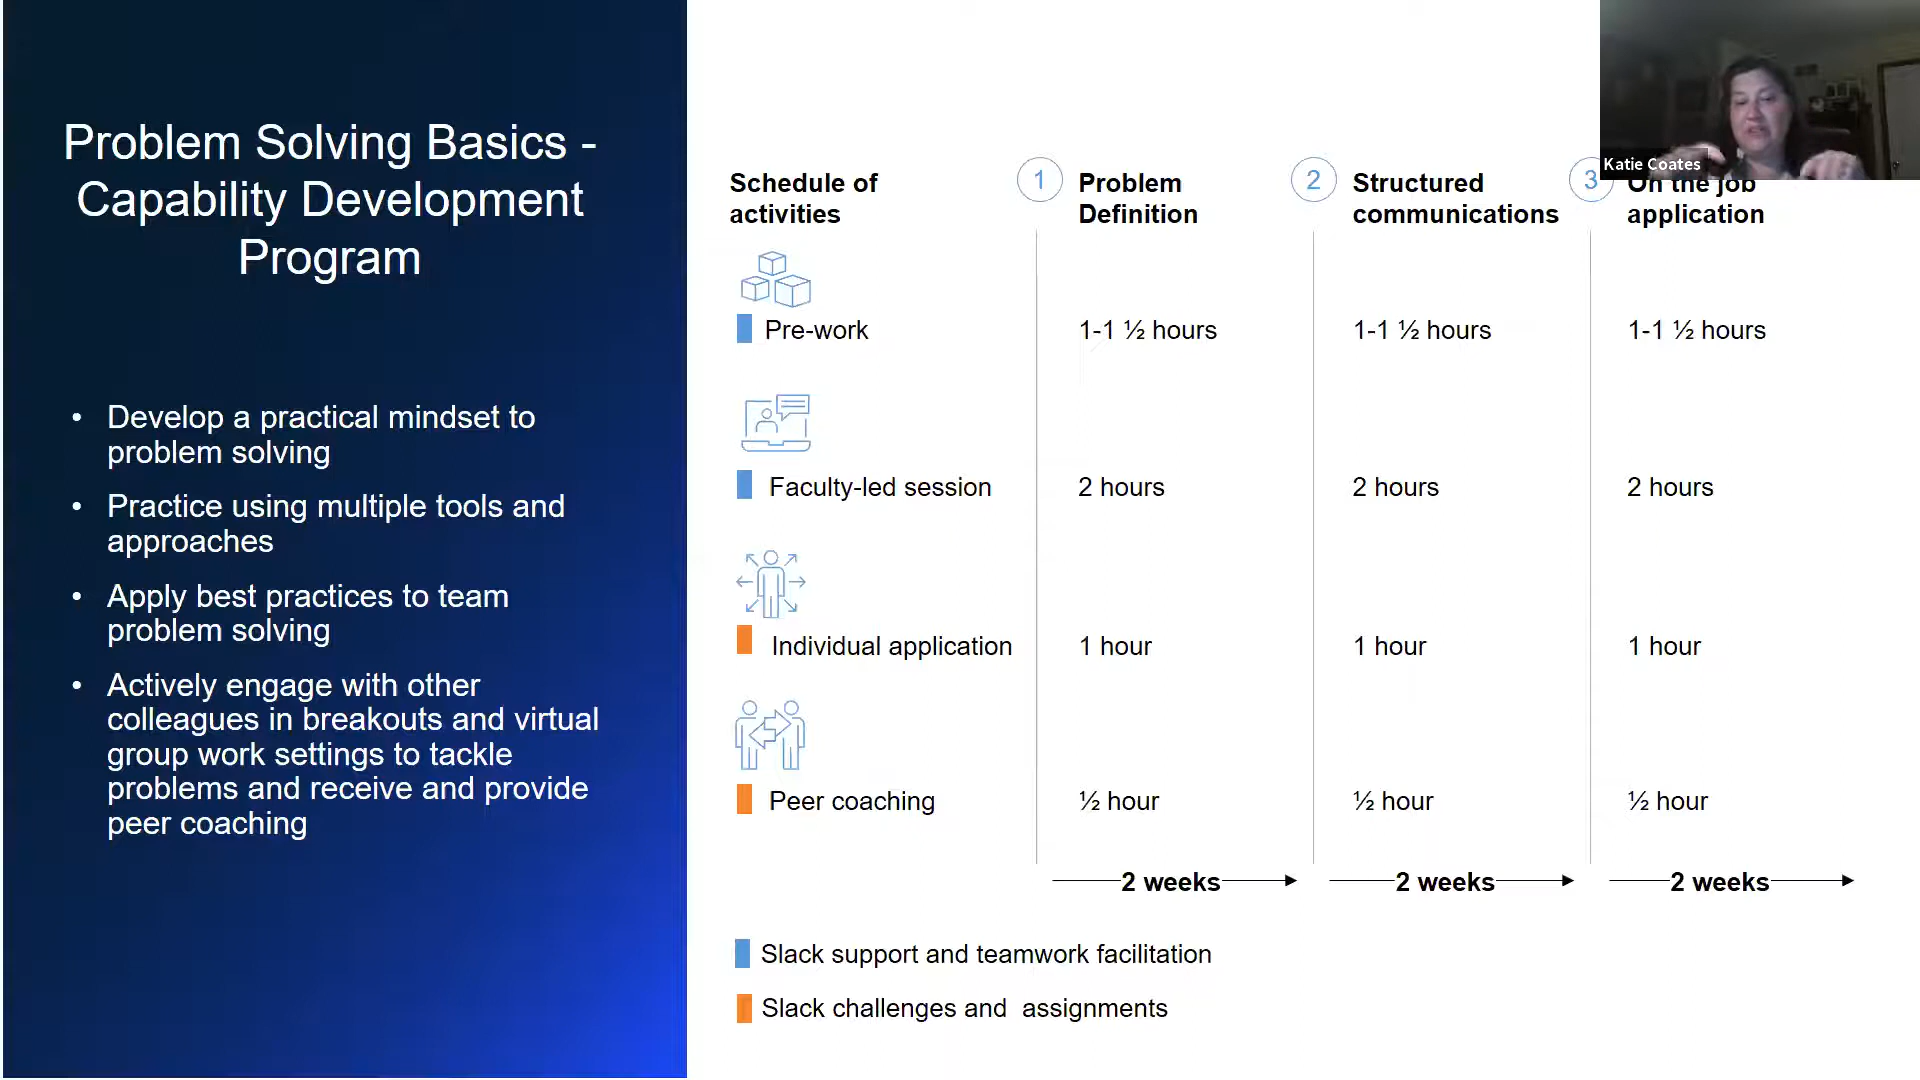 Problem Solving Basics -
Capability Development
Program
• Develop a practical mindset to
problem solving
• Practice using multiple tools and
approaches
• Apply best practices to team
problem solving
• Actively engage with other
colleagues in breakouts and virtual
group work settings to tackle
problems and receive and provide
peer coaching
Katie Coates
Schedule of
activities
1 Problem
Definition
2 Structured
communications
3 On the job
application
Pre-work 1-1 ½ hours 1-1 ½ hours 1-1 ½ hours
Faculty-led session 2 hours 2 hours 2 hours
Individual application 1 hour 1 hour 1 hour
Peer coaching ½ hour ½ hour ½ hour
2 weeks 2 weeks 2 weeks
Slack support and teamwork facilitation
Slack challenges and  assignments